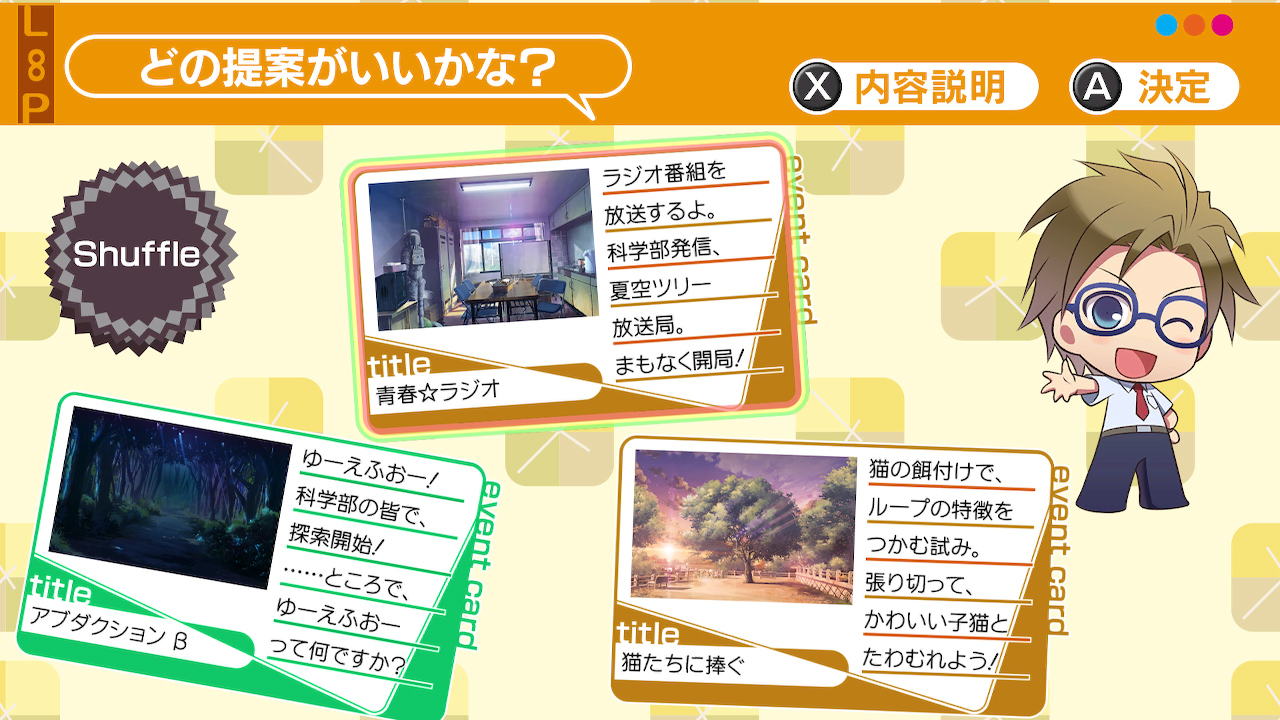 L8P
どの提案がいいかな？
X 内容説明
A 決定
Shuffle
event card
ラジオ番組を
放送するよ。
科学部発信、
夏空ツリー
放送局。
まもなく開局！
title
青春☆ラジオ
event card
ゆーえふおー！
科学部の皆で、
探索開始！
……ところで、
ゆーえふおー
って何ですか？
title
アブダクション β
event card
猫の餌付けで、
ループの特徴を
つかむ試み。
張り切って、
かわいい子猫と
たわむれよう！
title
猫たちに捧ぐ